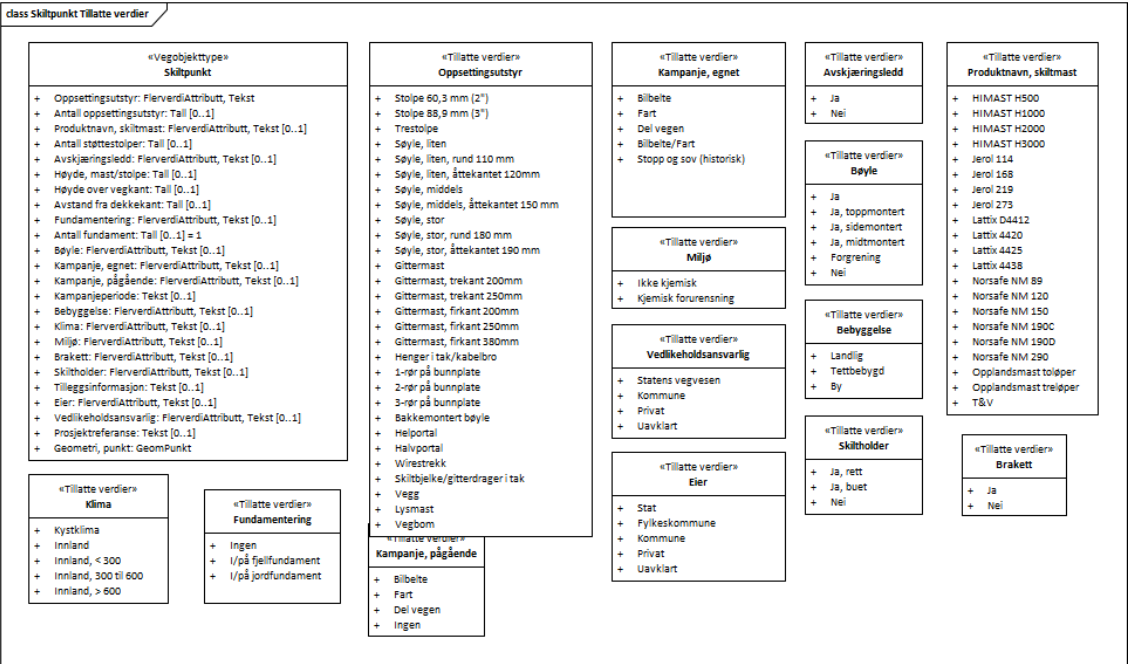 class Skiltpunkt Tillatte verdier
«Vegobjekttype»
Skiltpunkt
+ Oppsettingsutstyr: FlerverdiAttributt, Tekst
+ Antall oppsettingsutstyr: Tall [0..1]
+ Produktnavn, skiltmast: FlerverdiAttributt, Tekst [0..1]
+ Antall støttestolper: Tall [0..1]
+ Avskjæringsledd: FlerverdiAttributt, Tekst [0..1]
+ Høyde, mast/stolpe: Tall [0..1]
+ Høyde over vegkant: Tall [0..1]
+ Avstand fra dekkekant: Tall [0..1]
+ Fundamentering: FlerverdiAttributt, Tekst [0..1]
+ Antall fundament: Tall [0..1] = 1
+ Bøyle: FlerverdiAttributt, Tekst [0..1]
+ Kampanje, egnet: FlerverdiAttributt, Tekst [0..1]
+ Kampanje, pågående: FlerverdiAttributt, Tekst [0..1]
+ Kampanjeperiode: Tekst [0..1]
+ Bebyggelse: FlerverdiAttributt, Tekst [0..1]
+ Klima: FlerverdiAttributt, Tekst [0..1]
+ Miljø: FlerverdiAttributt, Tekst [0..1]
+ Brakett: FlerverdiAttributt, Tekst [0..1]
+ Skiltholder: FlerverdiAttributt, Tekst [0..1]
+ Tilleggsinformasjon: Tekst [0..1]
+ Eier: FlerverdiAttributt, Tekst [0..1]
+ Vedlikeholdsansvarlig: FlerverdiAttributt, Tekst [0..1]
+ Prosjektreferanse: Tekst [0..1]
+ Geometri, punkt: GeomPunkt
«Tillatte verdier»
Klima
+ Kystklima
+ Innland
+ Innland, < 300
+ Innland, 300 til 600
+ Innland, > 600
«Tillatte verdier»
Fundamentering
+ Ingen
+ I/på fjellfundament
+ I/på jordfundament
«Tillatte verdier»
Oppsettingsutstyr
+ Stolpe 60,3 mm (2")
+ Stolpe 88,9 mm (3")
+ Trestolpe
+ Søyle, liten
+ Søyle, liten, rund 110 mm
+ Søyle, liten, åttekantet 120mm
+ Søyle, middels
+ Søyle, middels, åttekantet 150 mm
+ Søyle, stor
+ Søyle, stor, rund 180 mm
+ Søyle, stor, åttekantet 190 mm
+ Gittermast
+ Gittermast, trekant 200mm
+ Gittermast, trekant 250mm
+ Gittermast, firkant 200mm
+ Gittermast, firkant 250mm
+ Gittermast, firkant 380mm
+ Henger i tak/kabelbro
+ 1-rør på bunnplate
+ 2-rør på bunnplate
+ 3-rør på bunnplate
+ Bakkemontert bøyle
+ Helportal
+ Halvportal
+ Wirestrekk
+ Skiltbjelke/gitterdrager i tak
+ Vegg
+ Lysmast
+ Vegbom
«Tillatte verdier»
Kampanje, pågående
+ Bilbelte
+ Fart
+ Del vegen
+ Ingen
«Tillatte verdier»
Kampanje, egnet
+ Bilbelte
+ Fart
+ Del vegen
+ Bilbelte/Fart
+ Stopp og sov (historisk)
«Tillatte verdier»
Miljø
+ Ikke kjemisk
+ Kjemisk forurensning
«Tillatte verdier»
Vedlikeholdsansvarlig
+ Statens vegvesen
+ Kommune
+ Privat
+ Uavklart
«Tillatte verdier»
Eier
+ Stat
+ Fylkeskommune
+ Kommune
+ Privat
+ Uavklart
«Tillatte verdier»
Avskjæringsledd
+ Ja
+ Nei
«Tillatte verdier»
Bøyle
+ Ja
+ Ja, toppmontert
+ Ja, sidemontert
+ Ja, midtmontert
+ Forgrening
+ Nei
«Tillatte verdier»
Bebyggelse
+ Landlig
+ Tettbebygd
+ By
«Tillatte verdier»
Skiltholder
+ Ja, rett
+ Ja, buet
+ Nei
«Tillatte verdier»
Produktnavn, skiltmast
+ HIMAST H500
+ HIMAST H1000
+ HIMAST H2000
+ HIMAST H3000
+ Jerol 114
+ Jerol 168
+ Jerol 219
+ Jerol 273
+ Lattix D4412
+ Lattix 4420
+ Lattix 4425
+ Lattix 4438
+ Norsafe NM 89
+ Norsafe NM 120
+ Norsafe NM 150
+ Norsafe NM 190C
+ Norsafe NM 190D
+ Norsafe NM 290
+ Opplandsmast toløper
+ Opplandsmast treløper
+ T&V
«Tillatte verdier»
Brakett
+ Ja
+ Nei